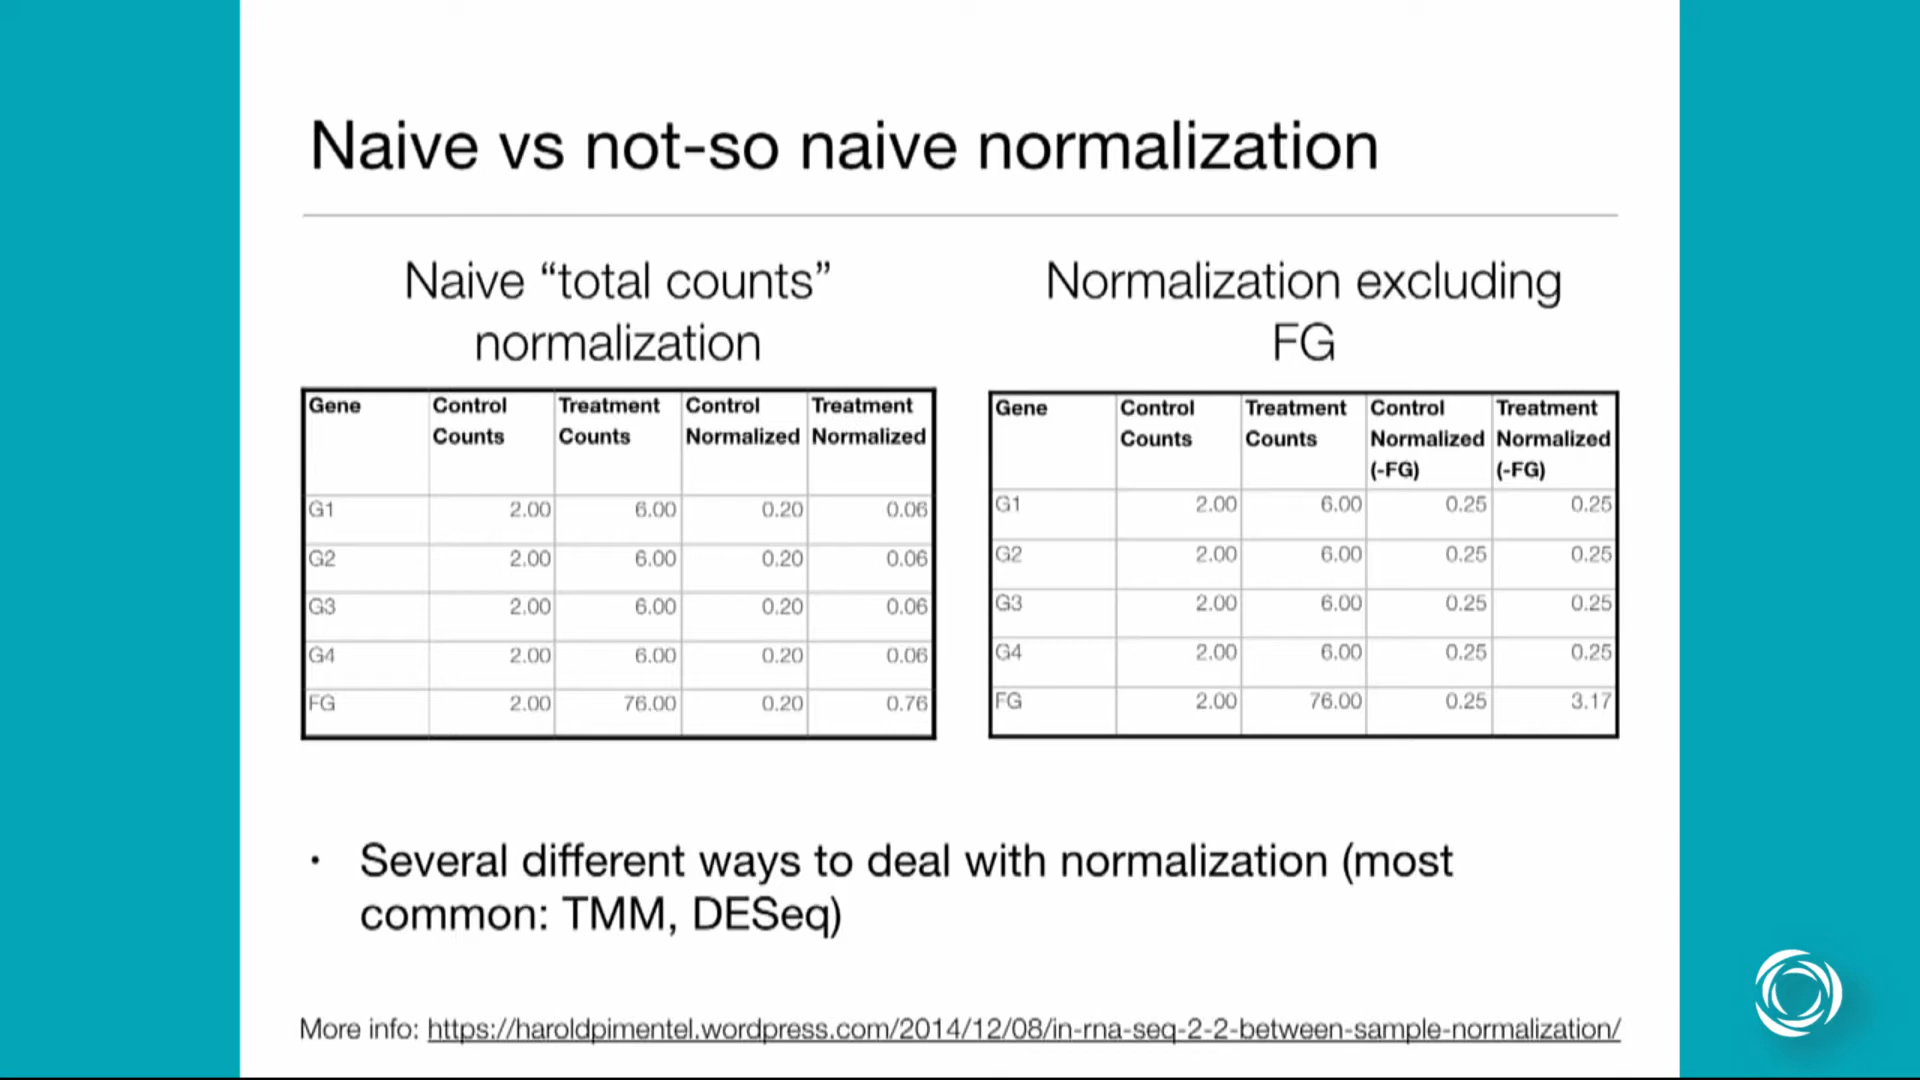 Naive vs not-so naive normalization
Naive “total counts”
normalization
Gene Control Counts Treatment Counts Control Normalized Treatment Normalized
G1 2.00 6.00 0.20 0.06
G2 2.00 6.00 0.20 0.06
G3 2.00 6.00 0.20 0.06
G4 2.00 6.00 0.20 0.06
FG 2.00 76.00 0.20 0.76
Normalization excluding
FG
Gene Control Counts Treatment Counts Control Normalized (-FG) Treatment Normalized (-FG)
G1 2.00 6.00 0.25 0.25
G2 2.00 6.00 0.25 0.25
G3 2.00 6.00 0.25 0.25
G4 2.00 6.00 0.25 0.25
FG 2.00 76.00 0.25 3.17
• Several different ways to deal with normalization (most
common: TMM, DESeq)
More info: https://haroldpimentel.wordpress.com/2014/12/08/in-rna-seq-2-2-between-sample-normalization/